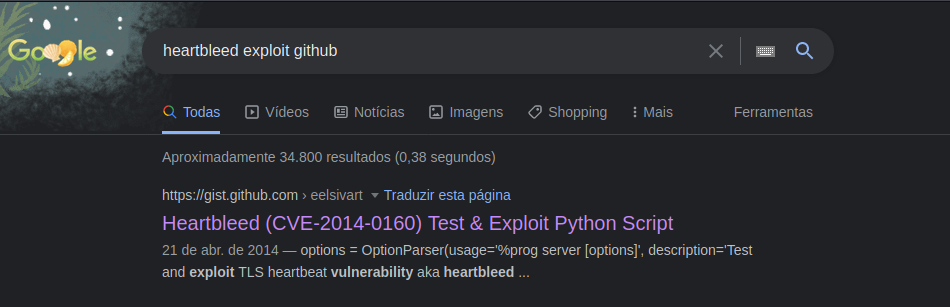 Google
heartbleed exploit github
Todas Vídeos Notícias Imagens Shopping Mais Ferramentas
Aproximadamente 34.800 resultados (0,38 segundos)
https://gist.github.com › eelsivart Traduzir esta página
Heartbleed (CVE-2014-0160) Test & Exploit Python Script
21 de abr. de 2014 — options = OptionParser(usage='%prog server [options]', description='Test
and exploit TLS heartbeat vulnerability aka heartbleed ...